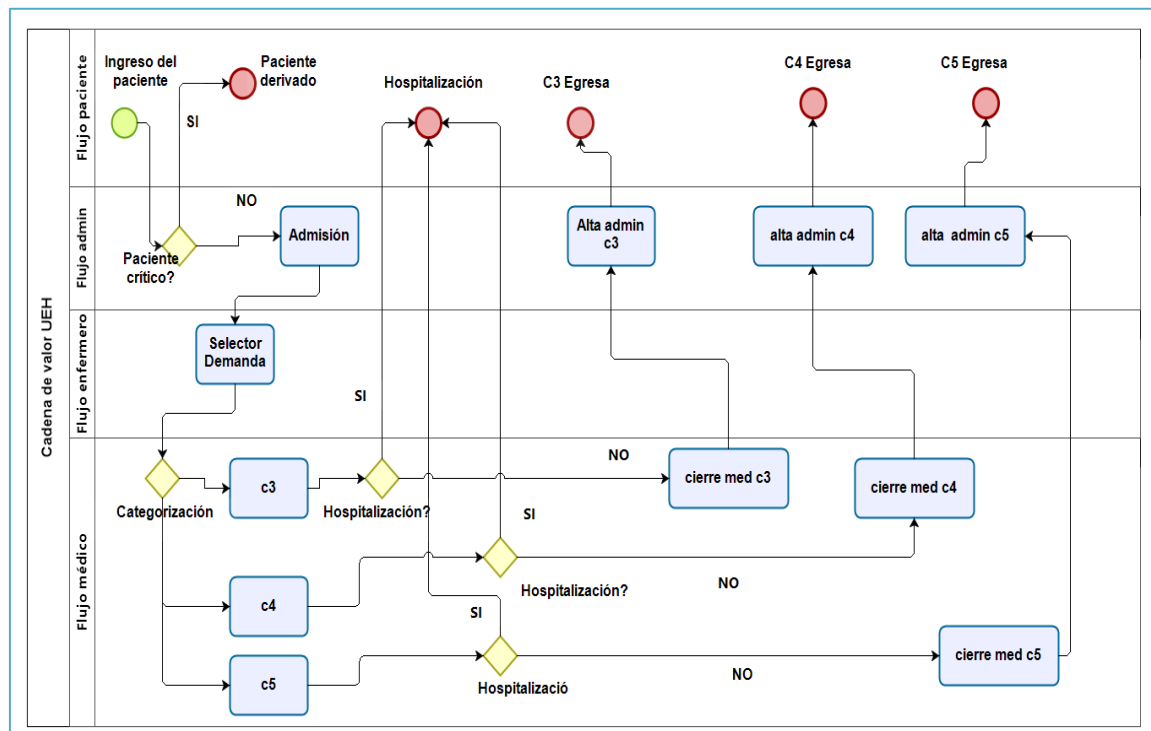 Cadena de valor UEH
Flujo paciente
Ingreso del
paciente
Paciente
derivado
SI
Hospitalización
C3 Egresa
C4 Egresa
C5 Egresa
Flujo admin
NO
Paciente
crítico?
Admisión
Alta admin
c3
alta admin c4
alta admin c5
Flujo enfermero
Selector
Demanda
SI
Flujo médico
Categorización
c3
Hospitalización?
NO
cierre med c3
cierre med c4
SI
c4
Hospitalización?
NO
SI
c5
Hospitalizació
NO
cierre med c5